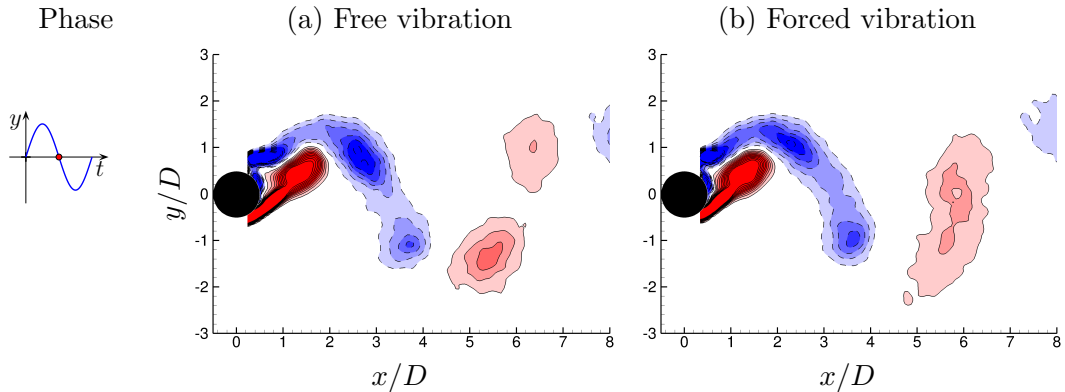 Phase
(a) Free vibration
(b) Forced vibration
y
t
y/D
3
2
1
0
-1
-2
-3
0 1 2 3 4 5 6 7 8
x/D
3
2
1
0
-1
-2
-3
0 1 2 3 4 5 6 7 8
x/D